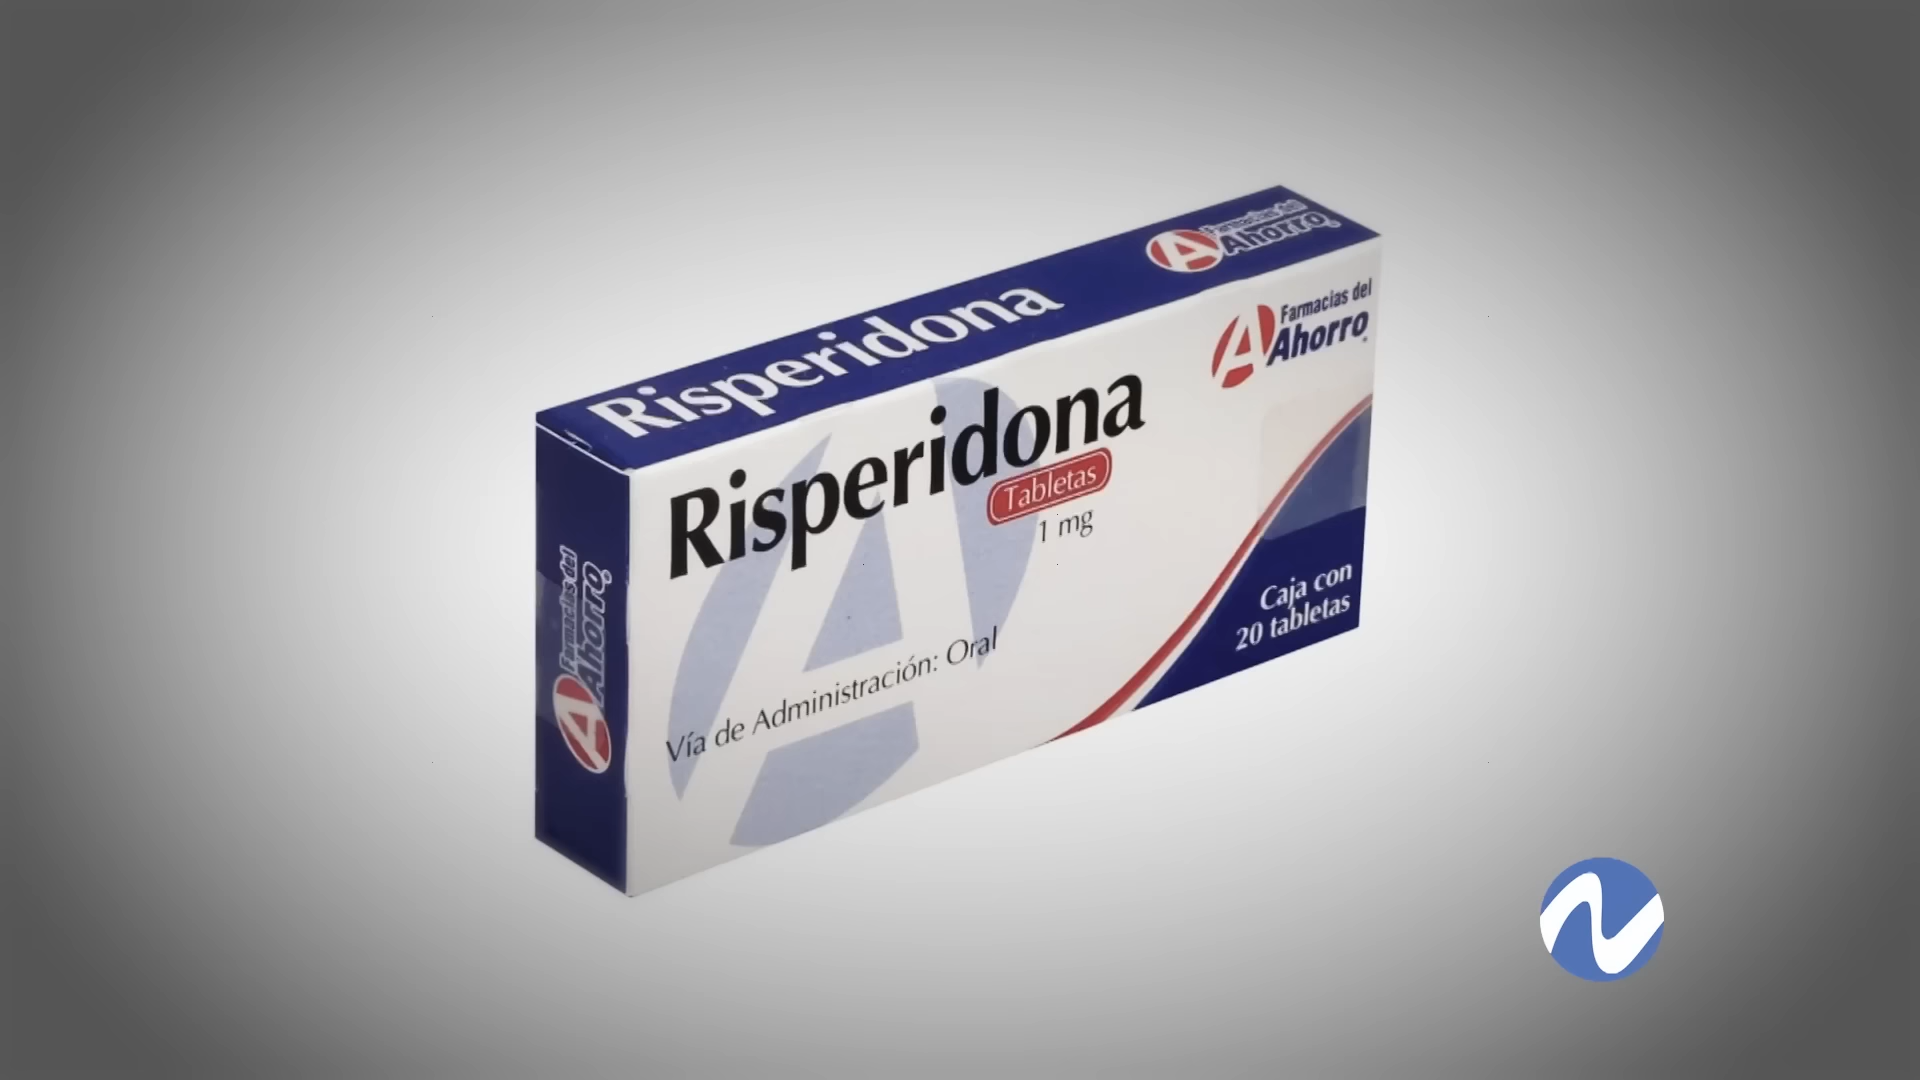 Risperidona
Farmacias del
Ahorro
Farmacias del
Ahorro
Risperidona
Tabletas
1 mg
Vía de Administración: Oral
Caja con
20 tabletas
Farmacias del
Ahorro